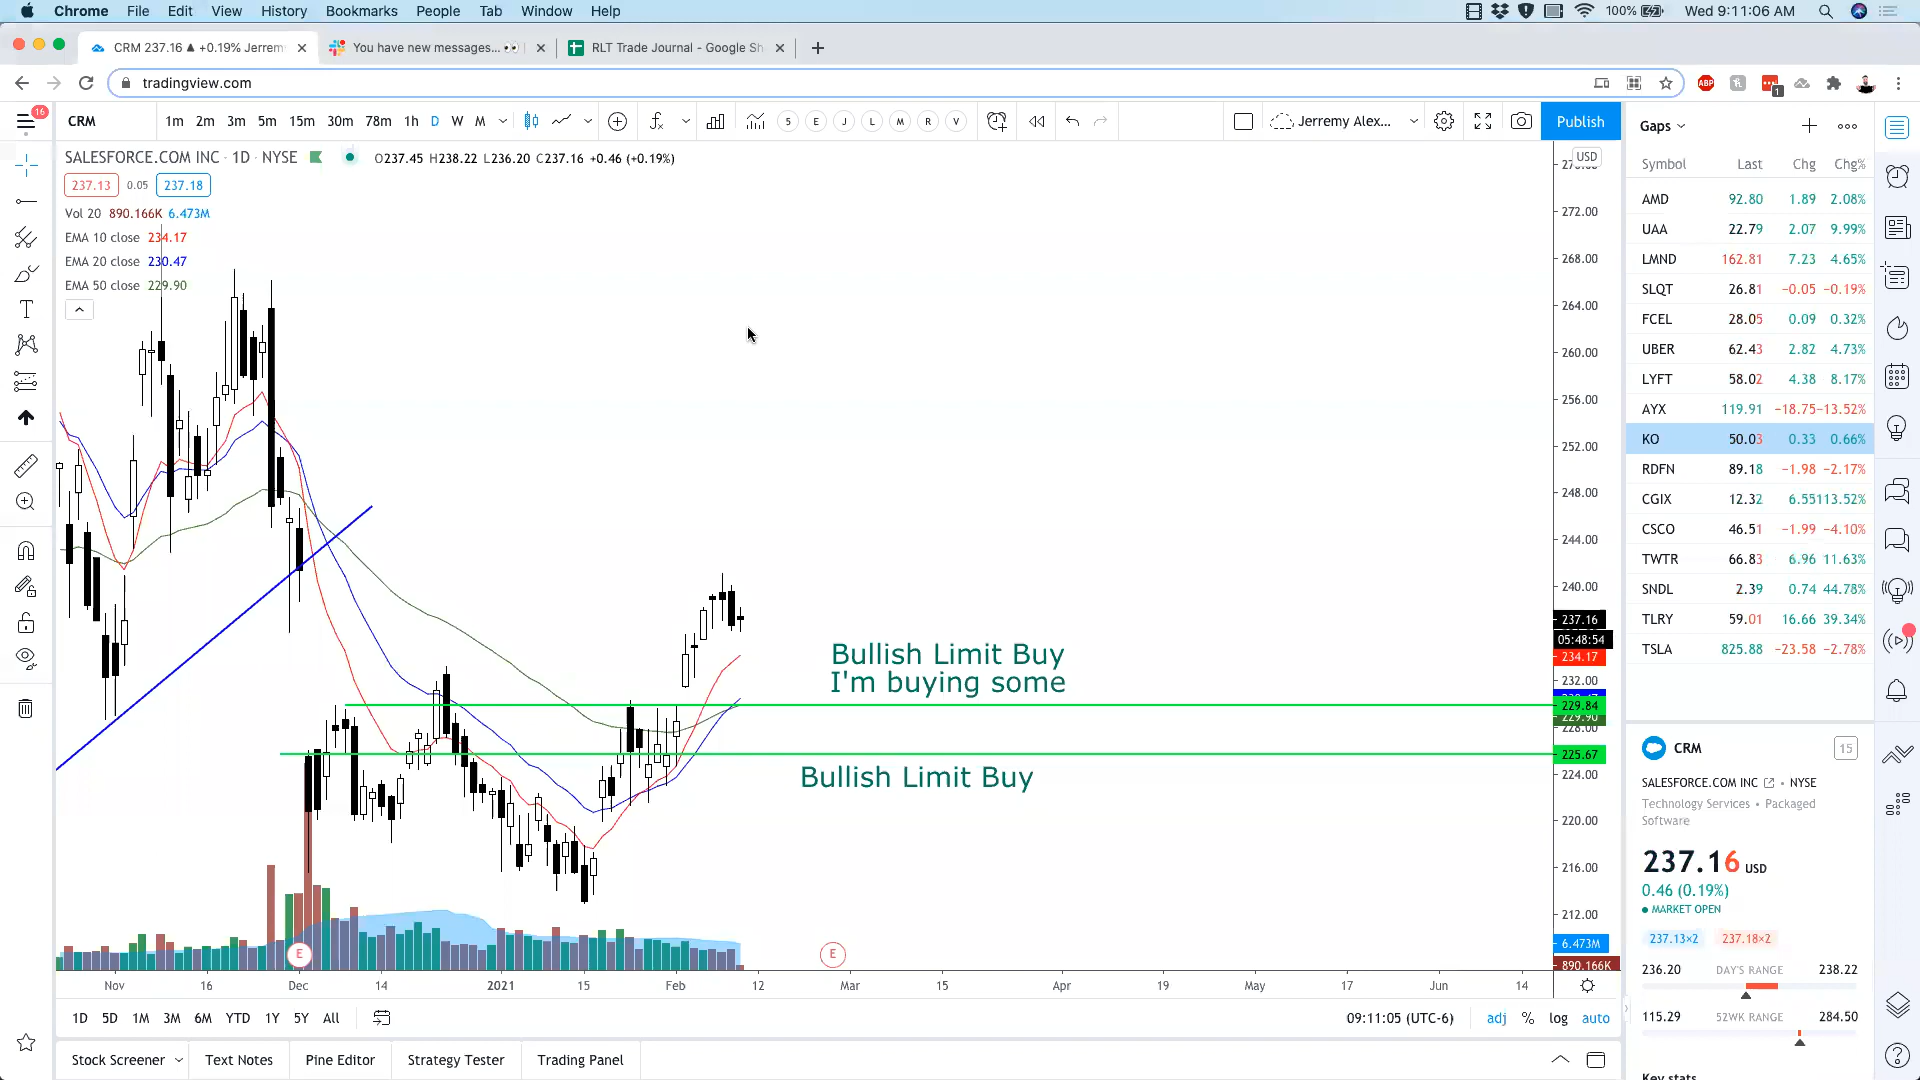 Chrome File Edit View History Bookmarks People Tab Window Help 100% Wed 9:11:06 AM
CRM 237.16 ▲ +0.19% Jerrem You have new messages... 👀 RLT Trade Journal - Google Sh
tradingview.com ABP 1
16 CRM 1m 2m 3m 5m 15m 30m 78m 1h D W M S E J L M R V Jerremy Alex... Publish
SALESFORCE.COM INC · 1D · NYSE O237.45 H238.22 L236.20 C237.16 +0.46 (+0.19%)
237.13 0.05 237.18
Vol 20 890.166K 6.473M
EMA 10 close 234.17
EMA 20 close 230.47
EMA 50 close 229.90
Bullish Limit Buy
I'm buying some
Bullish Limit Buy
USD
272.00
268.00
264.00
260.00
256.00
252.00
248.00
244.00
240.00
237.16
05:48:54
234.17
232.00
229.84
229.90
228.00
225.67
224.00
220.00
216.00
212.00
6.473M
890.166K
E E
Nov 16 Dec 14 2021 15 Feb 12 Mar 15 Apr 19 May 17 Jun 14
1D 5D 1M 3M 6M YTD 1Y 5Y All 09:11:05 (UTC-6) adj % log auto
Stock Screener Text Notes Pine Editor Strategy Tester Trading Panel
Gaps
Symbol Last Chg Chg%
AMD 92.80 1.89 2.08%
UAA 22.79 2.07 9.99%
LMND 162.81 7.23 4.65%
SLQT 26.81 −0.05 −0.19%
FCEL 28.05 0.09 0.32%
UBER 62.43 2.82 4.73%
LYFT 58.02 4.38 8.17%
AYX 119.91 −18.75 −13.52%
KO 50.03 0.33 0.66%
RDFN 89.18 −1.98 −2.17%
CGIX 12.32 6.55 113.52%
CSCO 46.51 −1.99 −4.10%
TWTR 66.83 6.96 11.63%
SNDL 2.39 0.74 44.78%
TLRY 59.01 16.66 39.34%
TSLA 825.88 −23.58 −2.78%
CRM 15
SALESFORCE.COM INC • NYSE
Technology Services • Packaged
Software
237.16 USD
0.46 (0.19%)
MARKET OPEN
237.13×2 237.18×2
236.20 DAY'S RANGE 238.22
115.29 52WK RANGE 284.50
Key stats